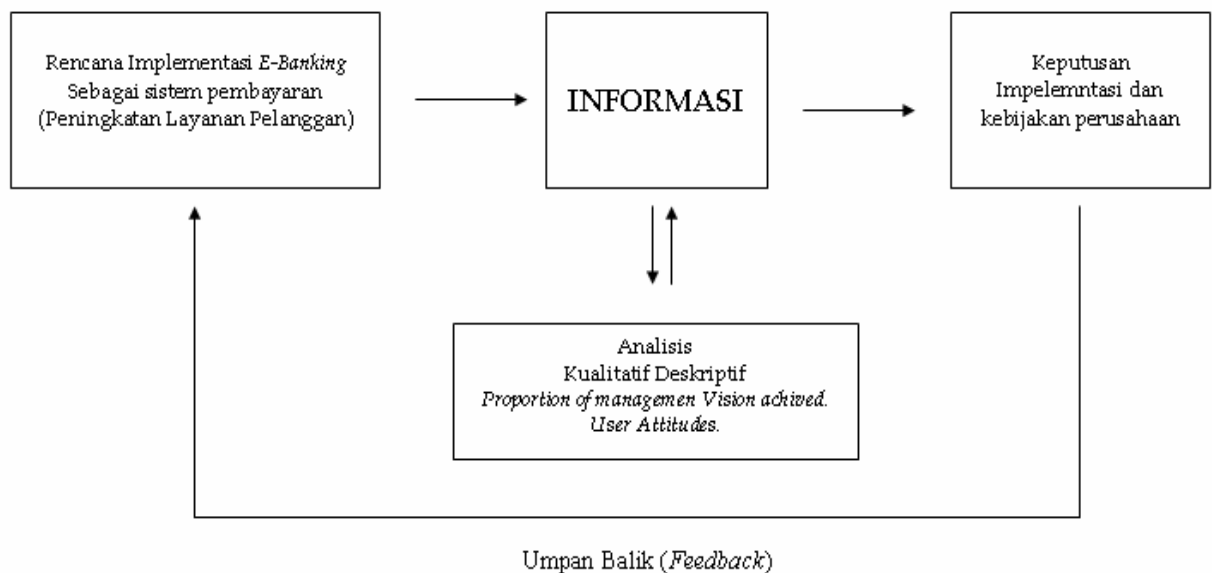 Rencana Implementasi E-Banking
Sebagai sistem pembayaran
(Peningkatan Layanan Pelanggan)
INFORMASI
Keputusan
Impelemntasi dan
kebijakan perusahaan
Analisis
Kualitatif Deskriptif
Proportion of managemen Vision achived.
User Attitudes.
Umpan Balik (Feedback)